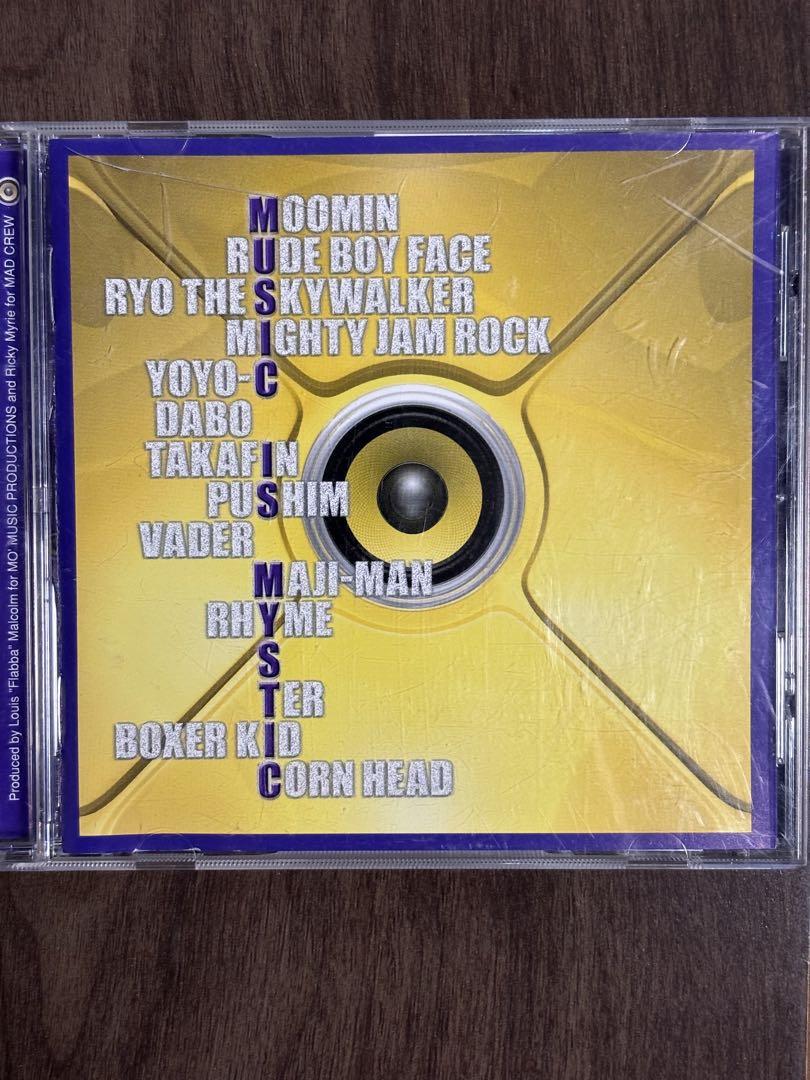 Produced by Louis "Flabba" Malcolm for MO' MUSIC PRODUCTIONS and Ricky Myrie for MAD CREW
MOOMIN
RUDE BOY FACE
RYO THE SKYWALKER
MIGHTY JAM ROCK
YOYO-C
DABO
TAKAFIN
PUSHIM
VADER
MAJI-MAN
RHYME
S
TER
BOXER KID
CORN HEAD